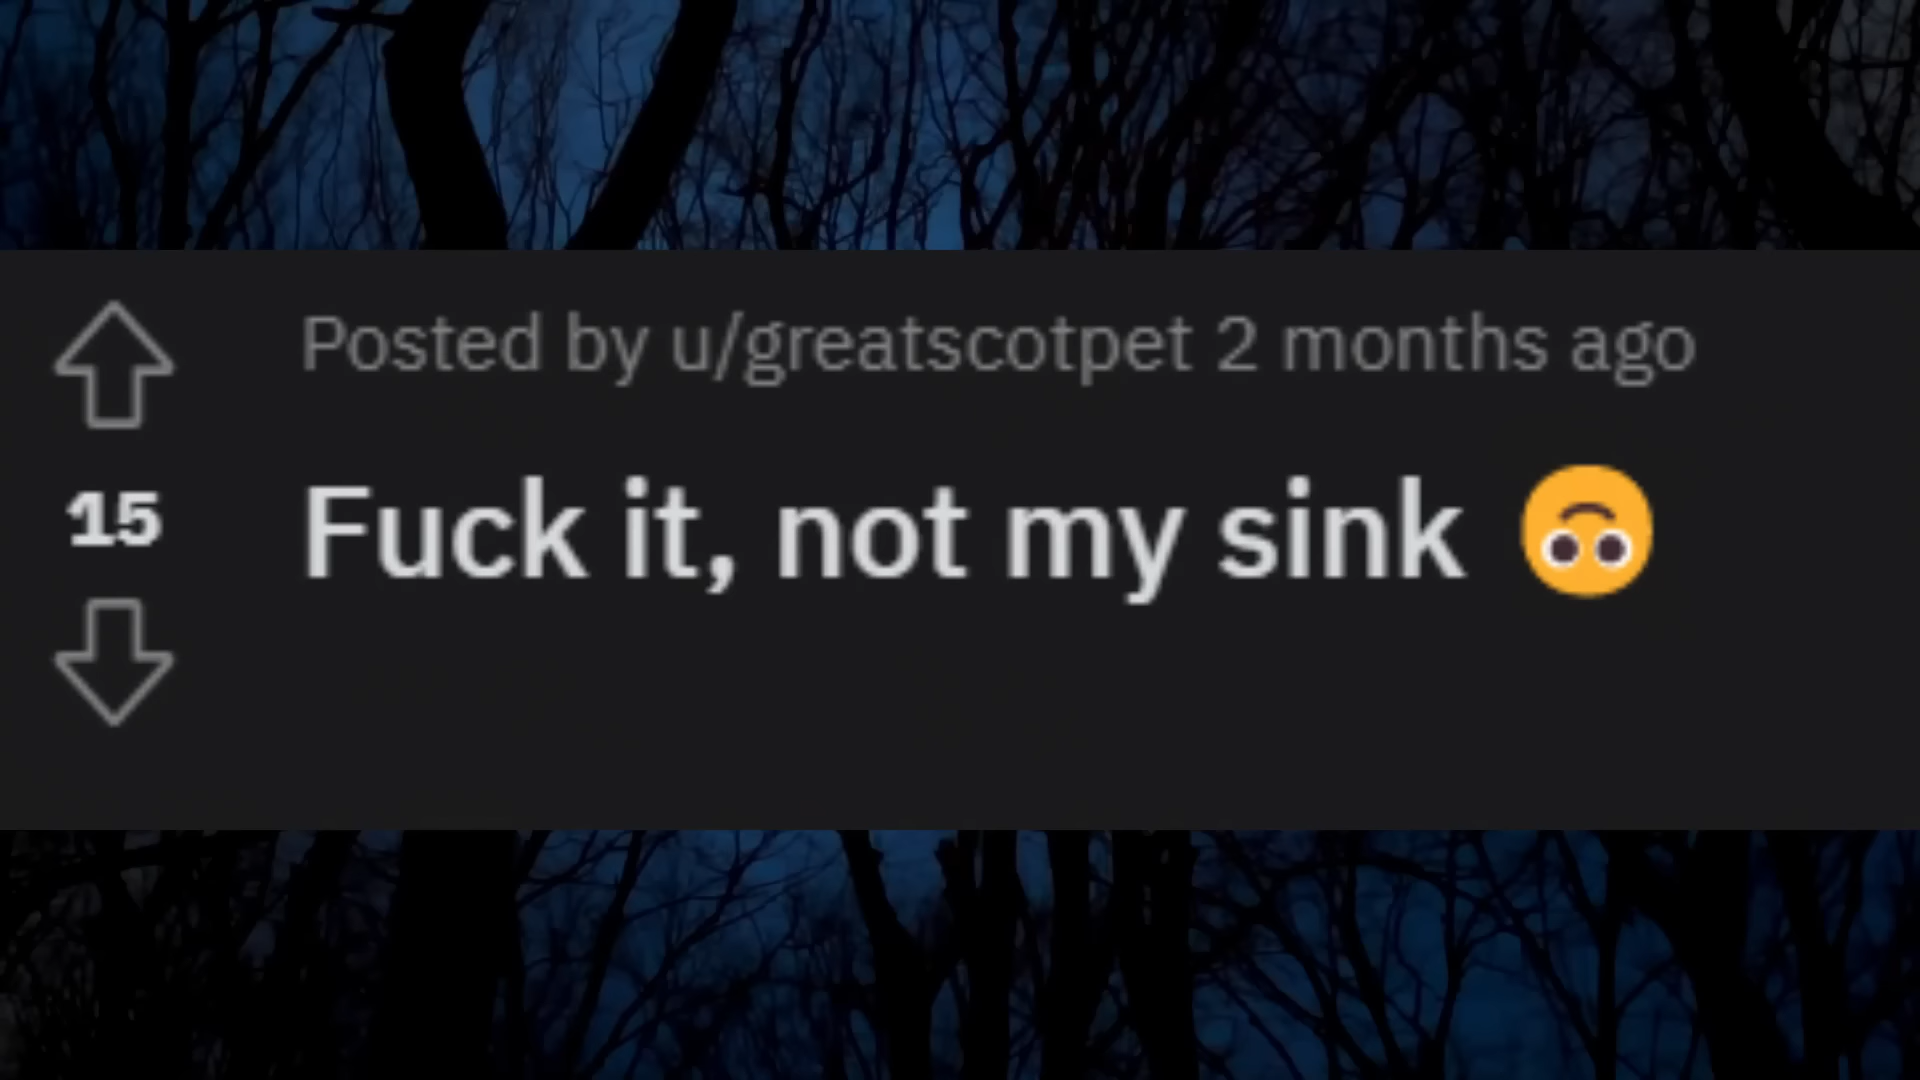 Posted by u/greatscotpet 2 months ago
15
Fuck it, not my sink 🙃